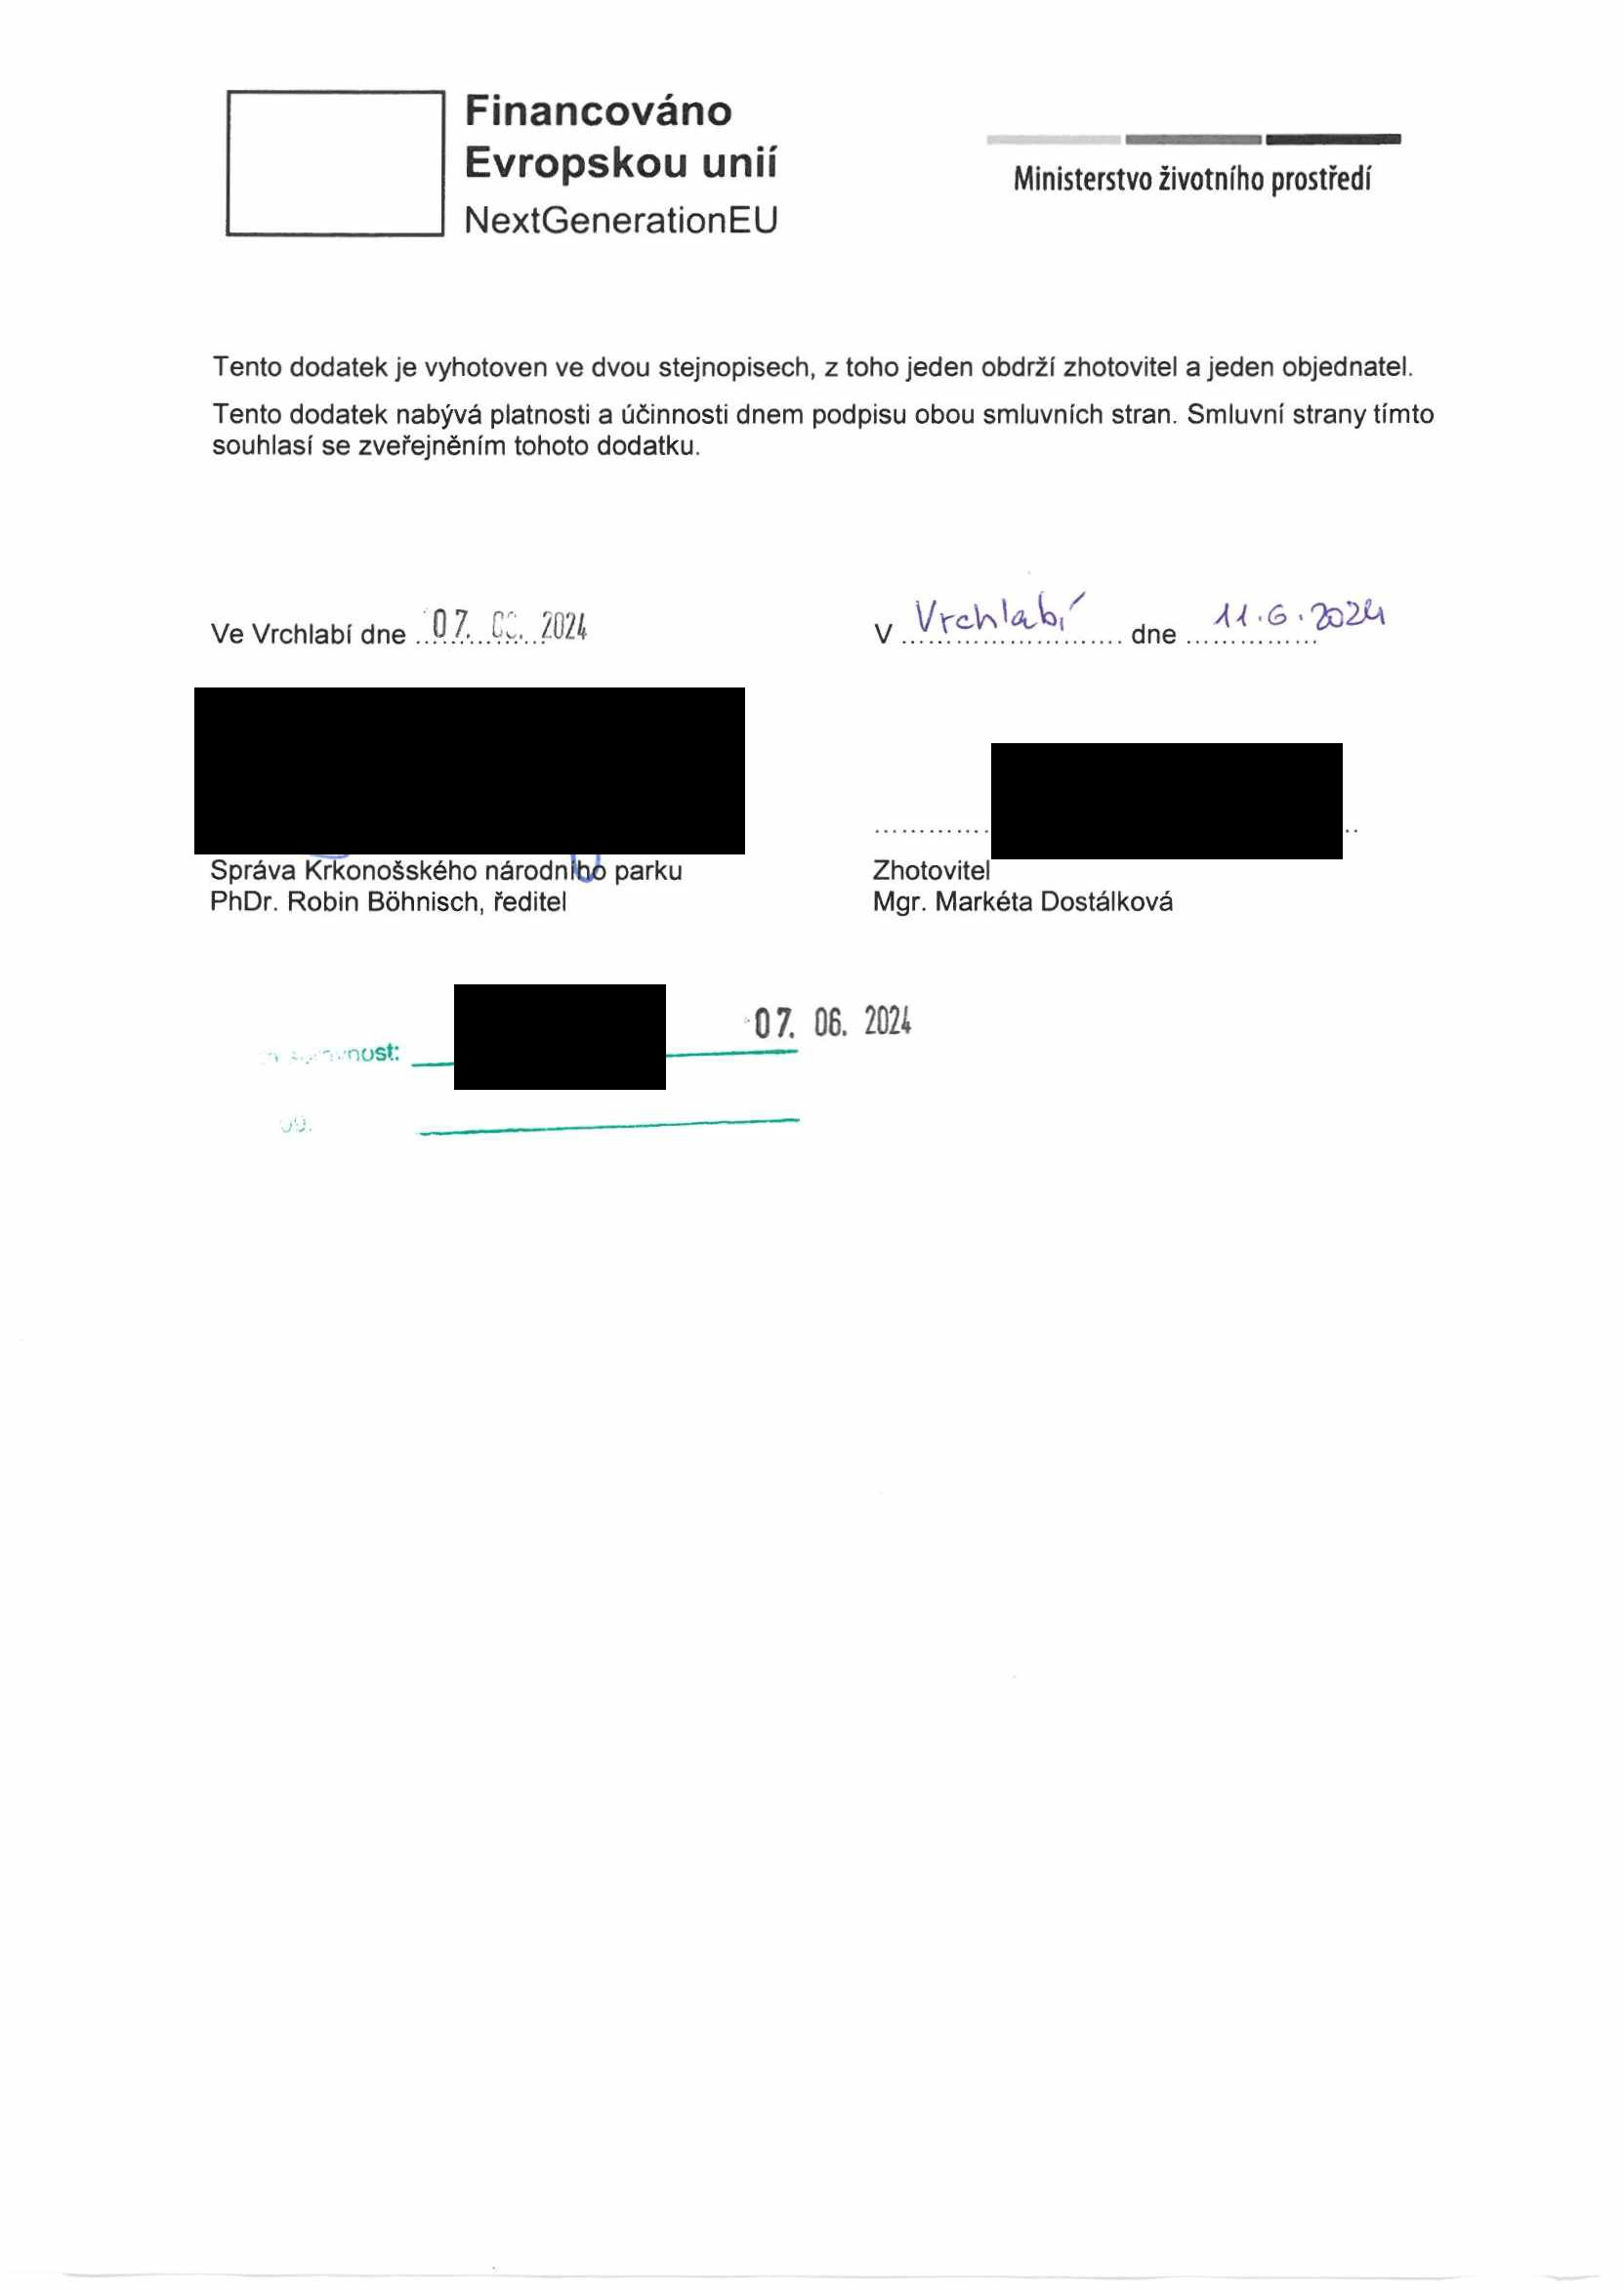 Financováno
Evropskou unií
NextGenerationEU
Ministerstvo životního prostředí
Tento dodatek je vyhotoven ve dvou stejnopisech, z toho jeden obdrží zhotovitel a jeden objednatel.
Tento dodatek nabývá platnosti a účinnosti dnem podpisu obou smluvních stran. Smluvní strany tímto
souhlasí se zveřejněním tohoto dodatku.
Ve Vrchlabí dne 07. 2024
V Vrchlabí dne 11.6.2024
Správa Krkonošského národního parku
PhDr. Robin Böhnisch, ředitel
Zhotovitel
Mgr. Markéta Dostálková
07. 06. 2024